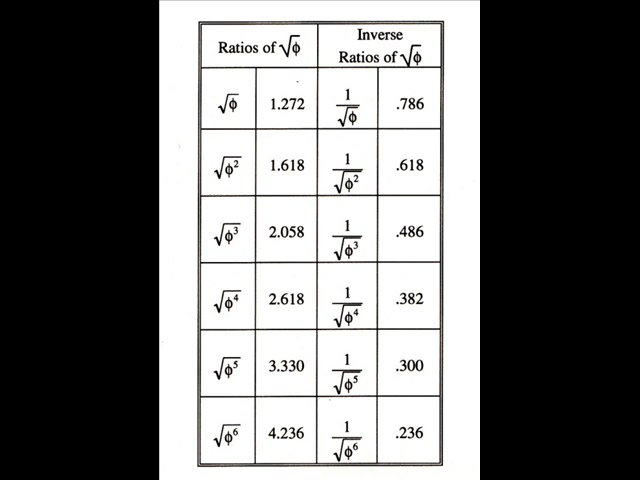 Ratios of √ϕ
Inverse
Ratios of √ϕ
√ϕ 1.272 1/√ϕ .786
√ϕ² 1.618 1/√ϕ² .618
√ϕ³ 2.058 1/√ϕ³ .486
√ϕ⁴ 2.618 1/√ϕ⁴ .382
√ϕ⁵ 3.330 1/√ϕ⁵ .300
√ϕ⁶ 4.236 1/√ϕ⁶ .236